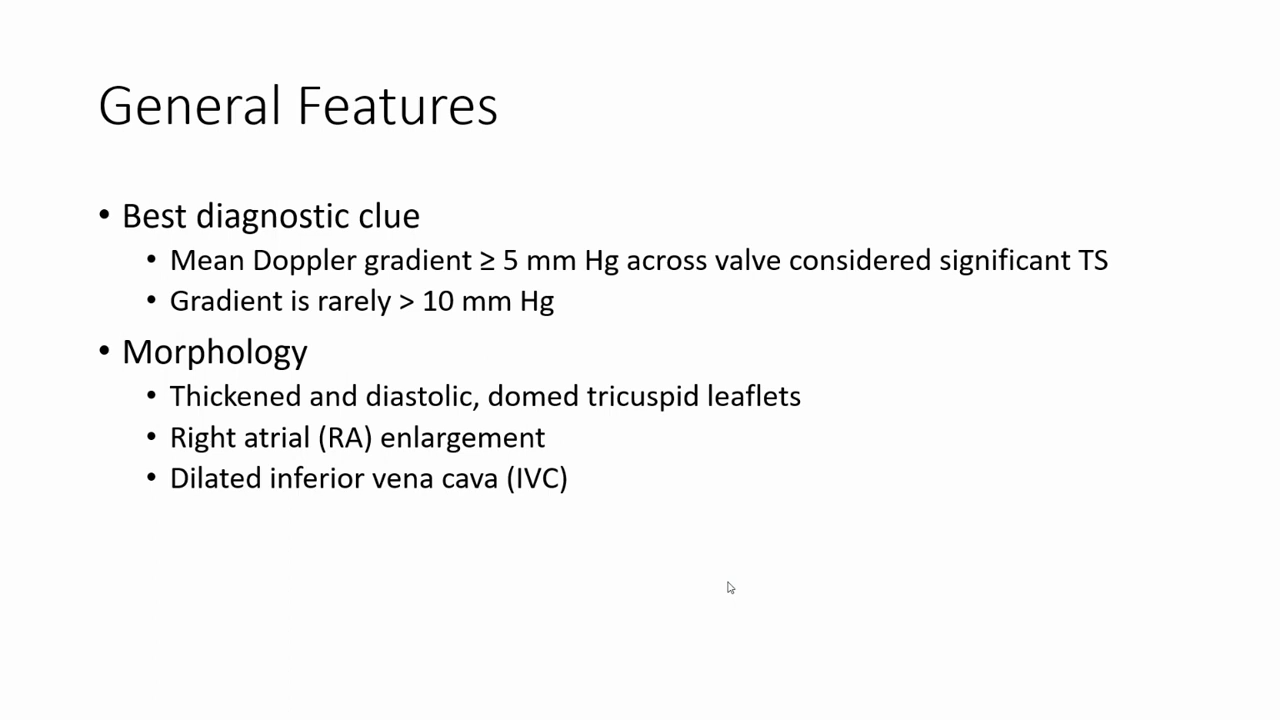 General Features
• Best diagnostic clue
• Mean Doppler gradient ≥ 5 mm Hg across valve considered significant TS
• Gradient is rarely > 10 mm Hg
• Morphology
• Thickened and diastolic, domed tricuspid leaflets
• Right atrial (RA) enlargement
• Dilated inferior vena cava (IVC)